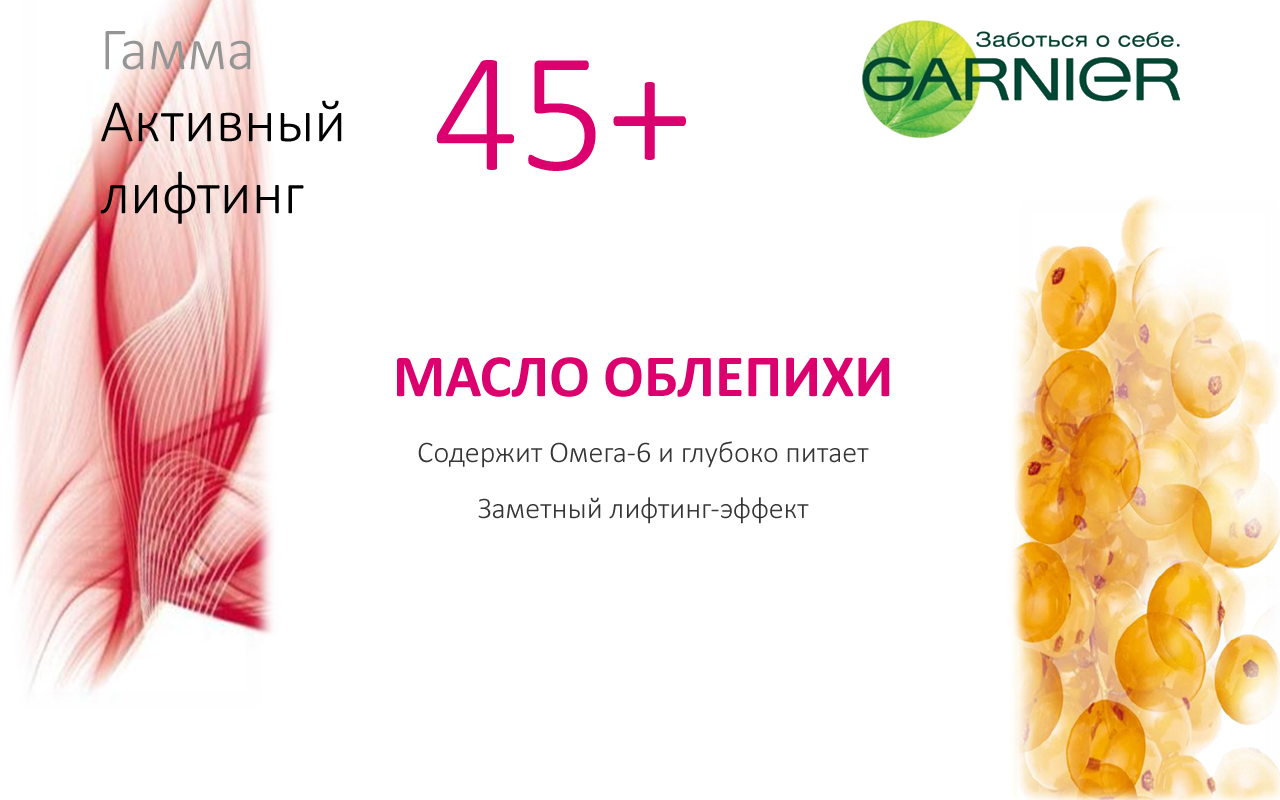 Гамма
Активный
лифтинг
45+
Заботься о себе.
GARNIER
МАСЛО ОБЛЕПИХИ
Содержит Омега-6 и глубоко питает
Заметный лифтинг-эффект